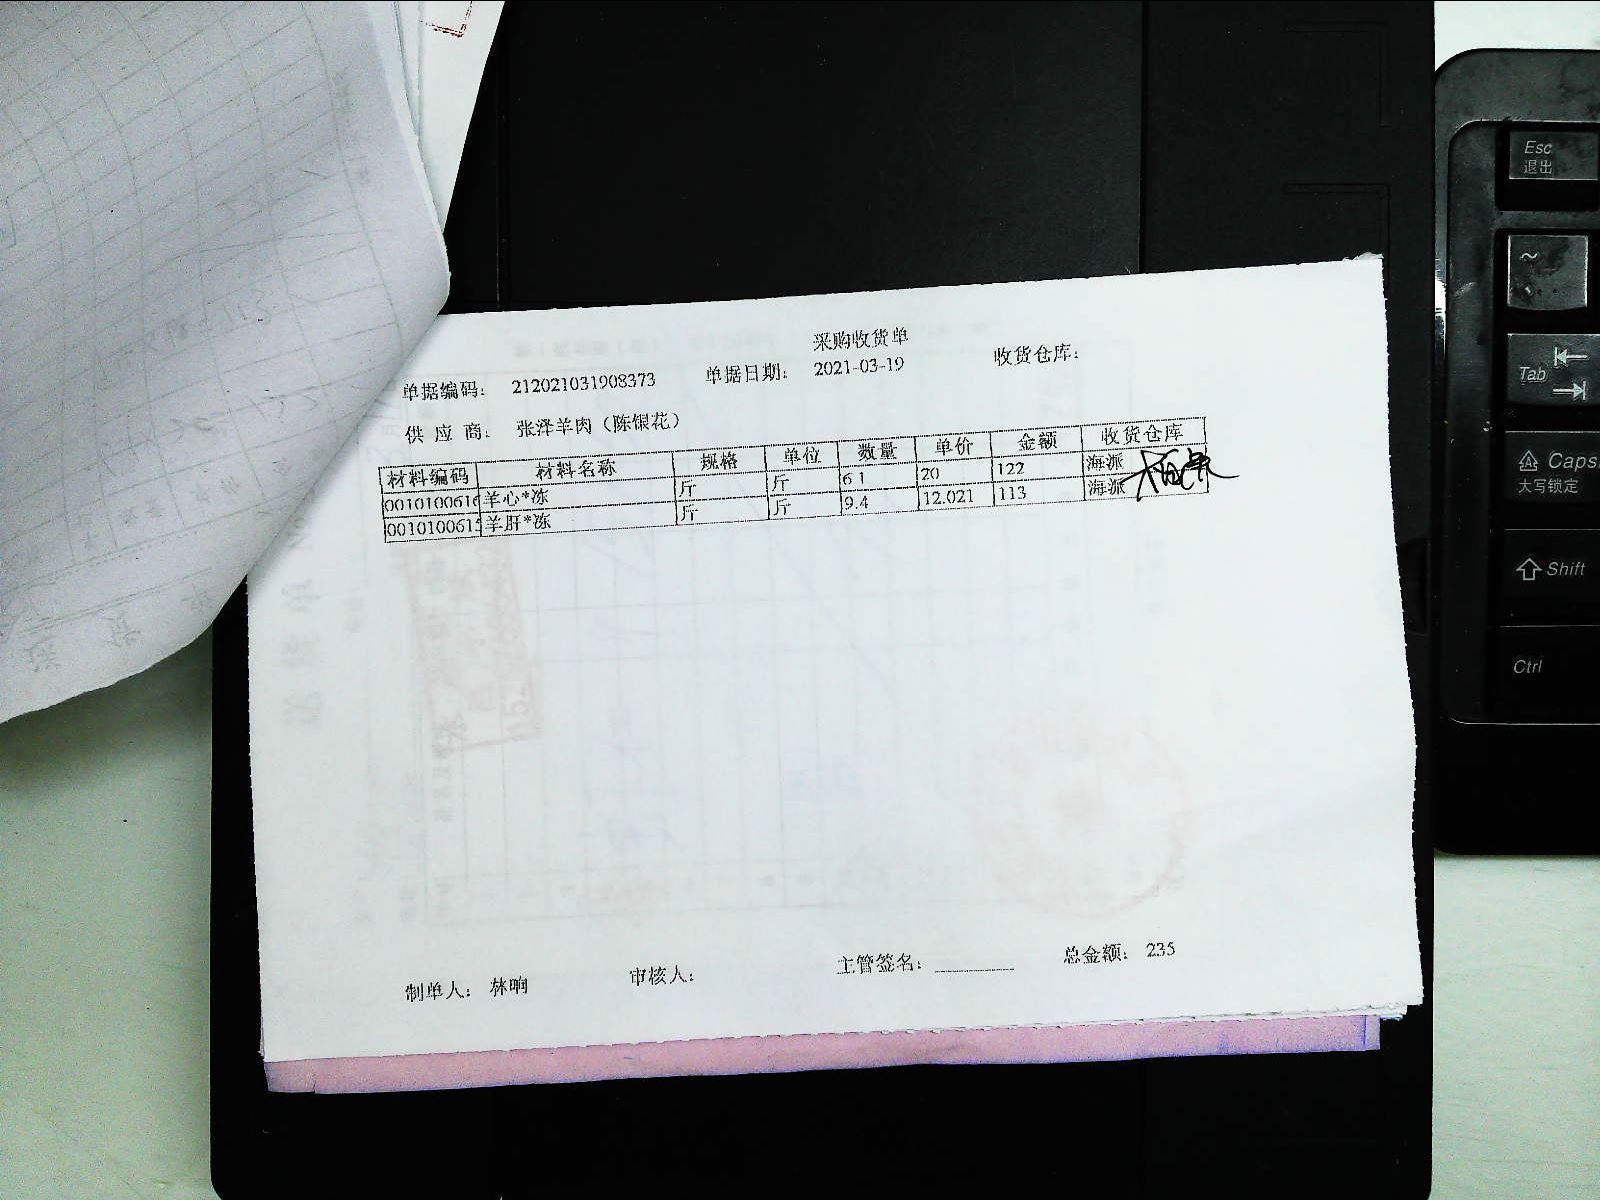 采购收货单
单据编码： 212021031908373 单据日期： 2021-03-19 收货仓库：
供 应 商： 张泽羊肉（陈银花）
材料编码 材料名称 规格 单位 数量 单价 金额 收货仓库
0010100616 羊心*冻 斤 斤 6.1 20 122 海派
0010100615 羊肝*冻 斤 斤 9.4 12.021 113 海派
制单人： 林响 审核人： 主管签名： 总金额： 235
Esc
退出
~
Tab
Caps
大写锁定
Shift
Ctrl